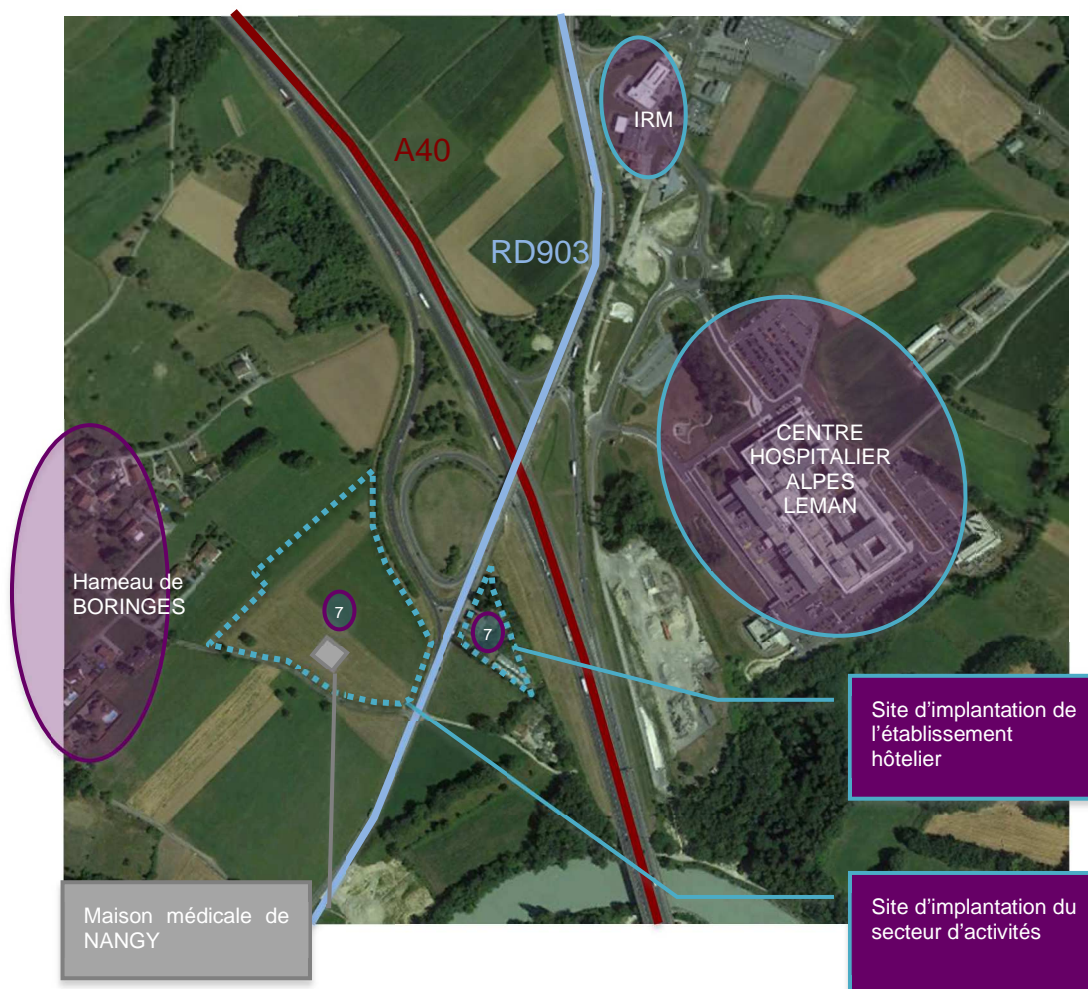 IRM
A40
RD903
CENTRE
HOSPITALIER
ALPES
LEMAN
Hameau de
BORINGES
7
7
Site d'implantation de
l'établissement
hôtelier
Maison médicale de
NANGY
Site d'implantation du
secteur d'activités